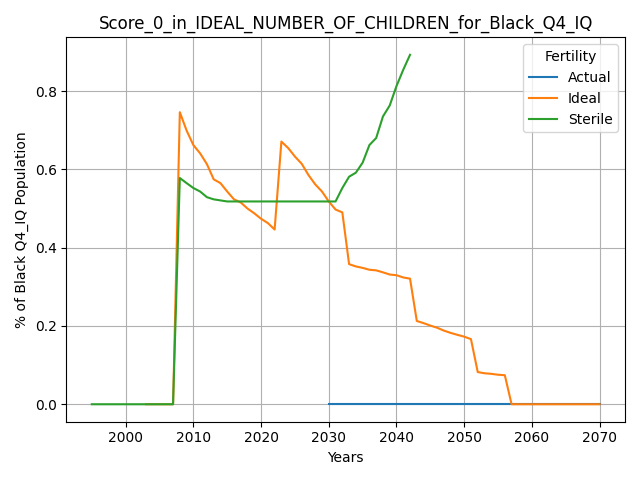 Score_0_in_IDEAL_NUMBER_OF_CHILDREN_for_Black_Q4_IQ
Fertility
Actual
Ideal
Sterile
% of Black Q4_IQ Population
0.8
0.6
0.4
0.2
0.0
2000 2010 2020 2030 2040 2050 2060 2070
Years